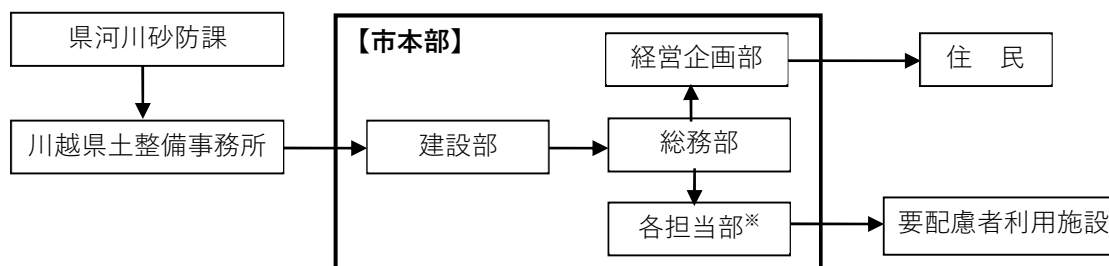 県河川砂防課
【市本部】
経営企画部
住　民
川越県土整備事務所
建設部
総務部
各担当部※
要配慮者利用施設